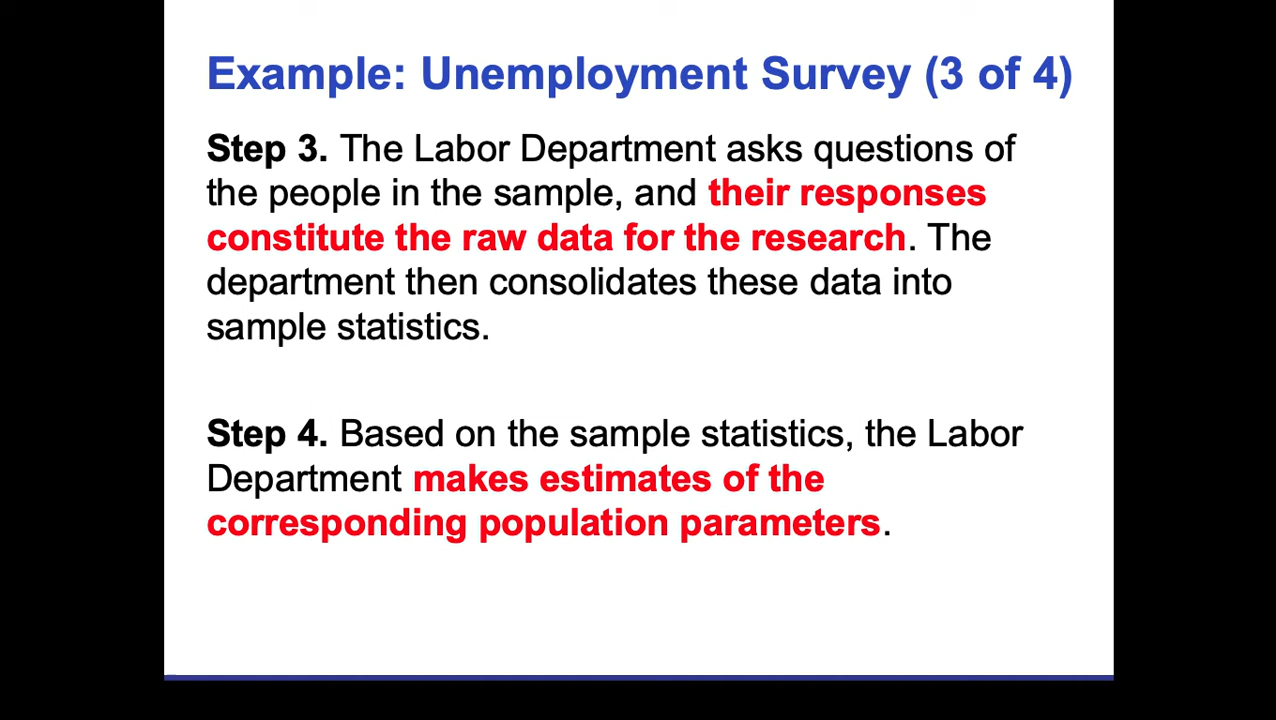 Example: Unemployment Survey (3 of 4)
Step 3. The Labor Department asks questions of
the people in the sample, and their responses
constitute the raw data for the research. The
department then consolidates these data into
sample statistics.
Step 4. Based on the sample statistics, the Labor
Department makes estimates of the
corresponding population parameters.